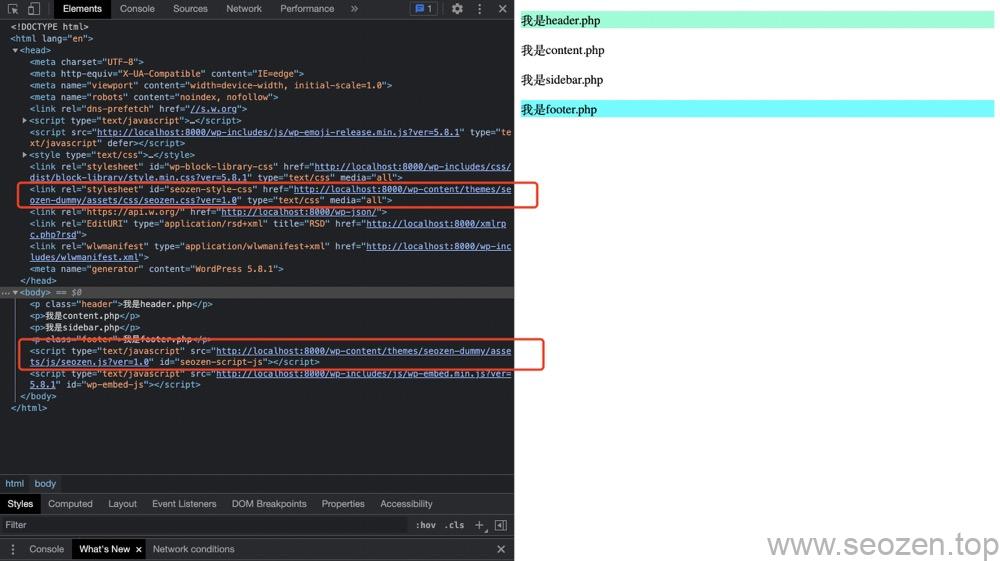 Elements Console Sources Network Performance » 1
<!DOCTYPE html>
<html lang="en">
<head>
<meta charset="UTF-8">
<meta http-equiv="X-UA-Compatible" content="IE=edge">
<meta name="viewport" content="width=device-width, initial-scale=1.0">
<meta name="robots" content="noindex, nofollow">
<link rel="dns-prefetch" href="//s.w.org">
<script type="text/javascript">…</script>
<script src="http://localhost:8000/wp-includes/js/wp-emoji-release.min.js?ver=5.8.1" type="te
xt/javascript" defer></script>
<style type="text/css">…</style>
<link rel="stylesheet" id="wp-block-library-css" href="http://localhost:8000/wp-includes/css/
dist/block-library/style.min.css?ver=5.8.1" type="text/css" media="all">
<link rel="stylesheet" id="seozen-style-css" href="http://localhost:8000/wp-content/themes/se
ozen-dummy/assets/css/seozen.css?ver=1.0" type="text/css" media="all">
<link rel="https://api.w.org/" href="http://localhost:8000/wp-json/">
<link rel="EditURI" type="application/rsd+xml" title="RSD" href="http://localhost:8000/xmlrp
c.php?rsd">
<link rel="wlwmanifest" type="application/wlwmanifest+xml" href="http://localhost:8000/wp-inc
ludes/wlwmanifest.xml">
<meta name="generator" content="WordPress 5.8.1">
</head>
…<body> == $0
<p class="header">我是header.php</p>
<p>我是content.php</p>
<p>我是sidebar.php</p>
<p class="footer">我是footer.php</p>
<script type="text/javascript" src="http://localhost:8000/wp-content/themes/seozen-dummy/asse
ts/js/seozen.js?ver=1.0" id="seozen-script-js"></script>
<script type="text/javascript" src="http://localhost:8000/wp-includes/js/wp-embed.min.js?ver=
5.8.1" id="wp-embed-js"></script>
</body>
</html>
html body
Styles Computed Layout Event Listeners DOM Breakpoints Properties Accessibility
Filter :hov .cls +
Console What's New × Network conditions
我是header.php
我是content.php
我是sidebar.php
我是footer.php
www.seozen.top